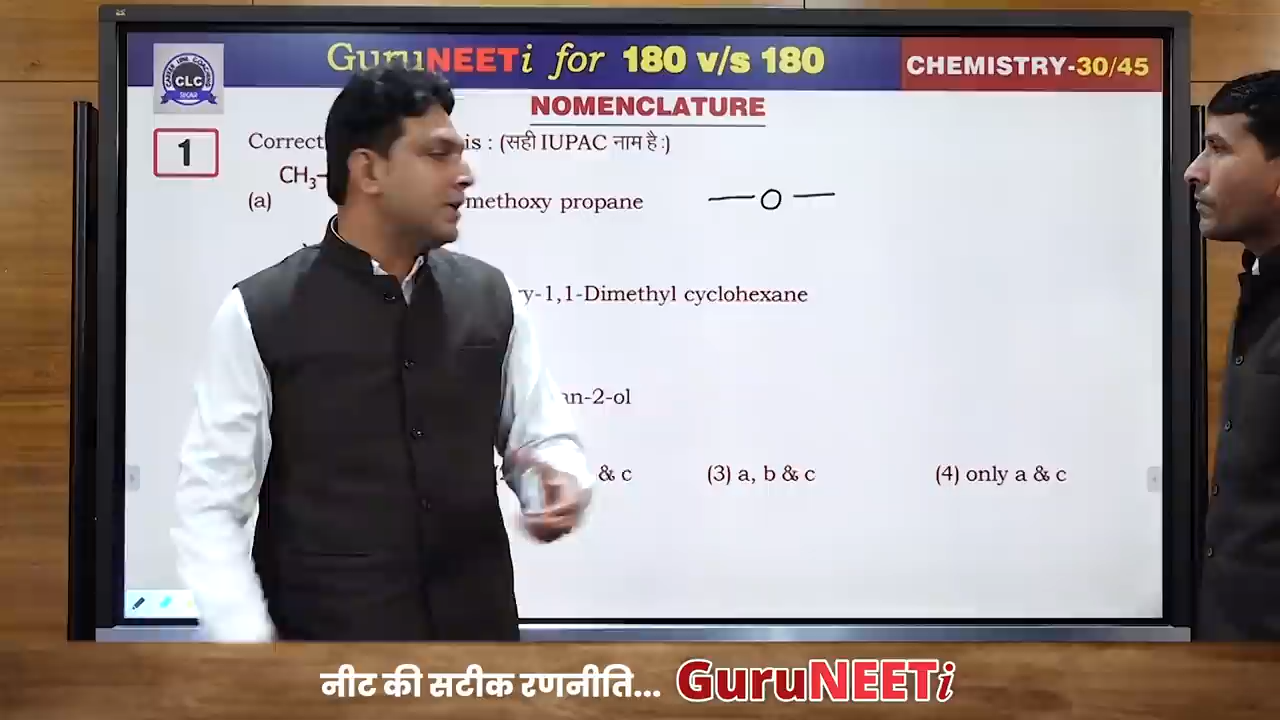 GuruNEETi for 180 v/s 180
CHEMISTRY-30/45
CLC
SIKAR
NOMENCLATURE
1
Correct is : (सही IUPAC नाम है :)
CH3-
(a) methoxy propane
— O —
-1,1-Dimethyl cyclohexane
an-2-ol
& c (3) a, b & c (4) only a & c
नीट की सटीक रणनीति... GuruNEETi